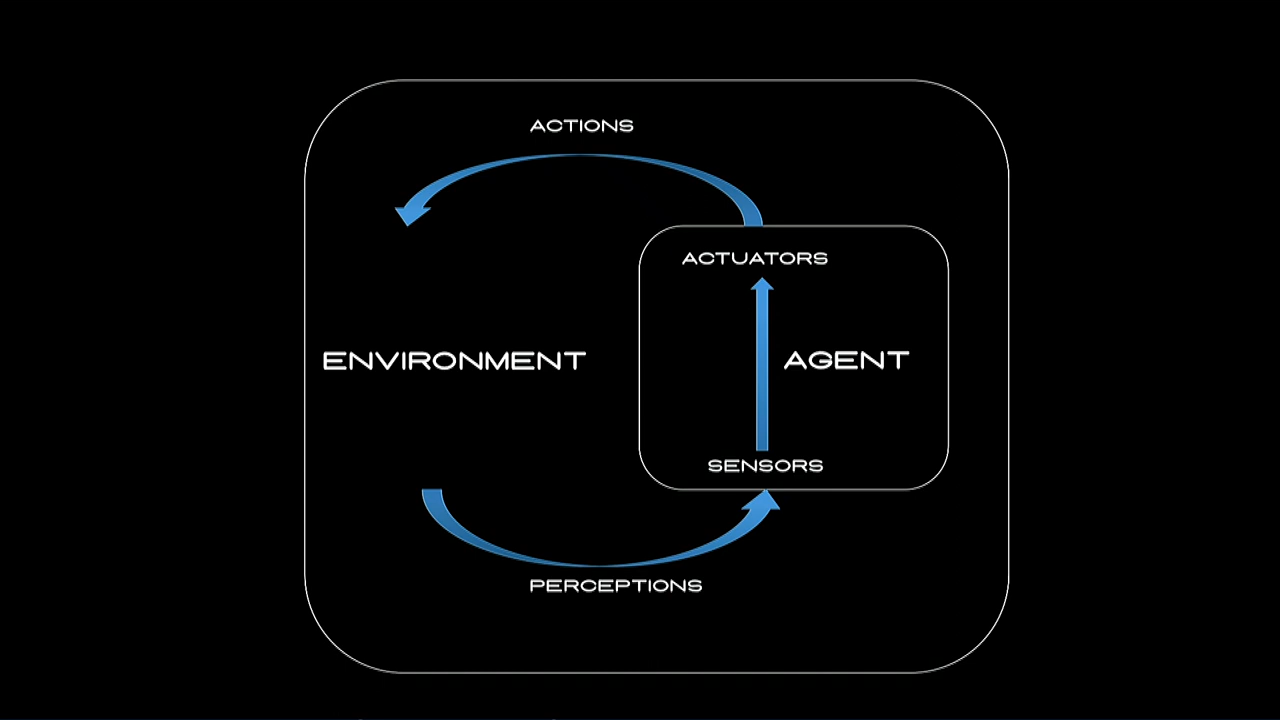 ACTIONS
ACTUATORS
ENVIRONMENT
AGENT
SENSORS
PERCEPTIONS